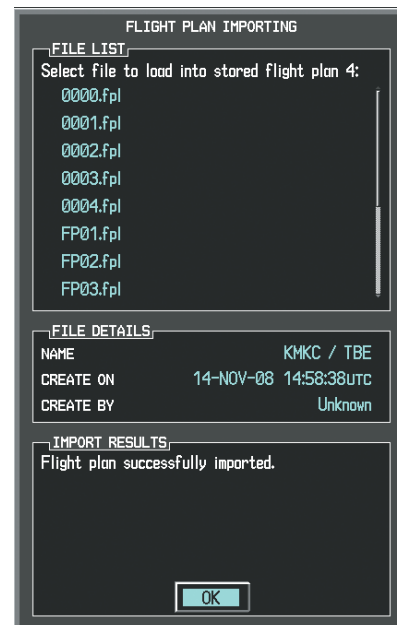 FLIGHT PLAN IMPORTING
FILE LIST
Select file to load into stored flight plan 4:
0000.fpl
0001.fpl
0002.fpl
0003.fpl
0004.fpl
FP01.fpl
FP02.fpl
FP03.fpl
FILE DETAILS
NAME KMKC / TBE
CREATE ON 14-NOV-08 14:58:38UTC
CREATE BY Unknown
IMPORT RESULTS
Flight plan successfully imported.
OK